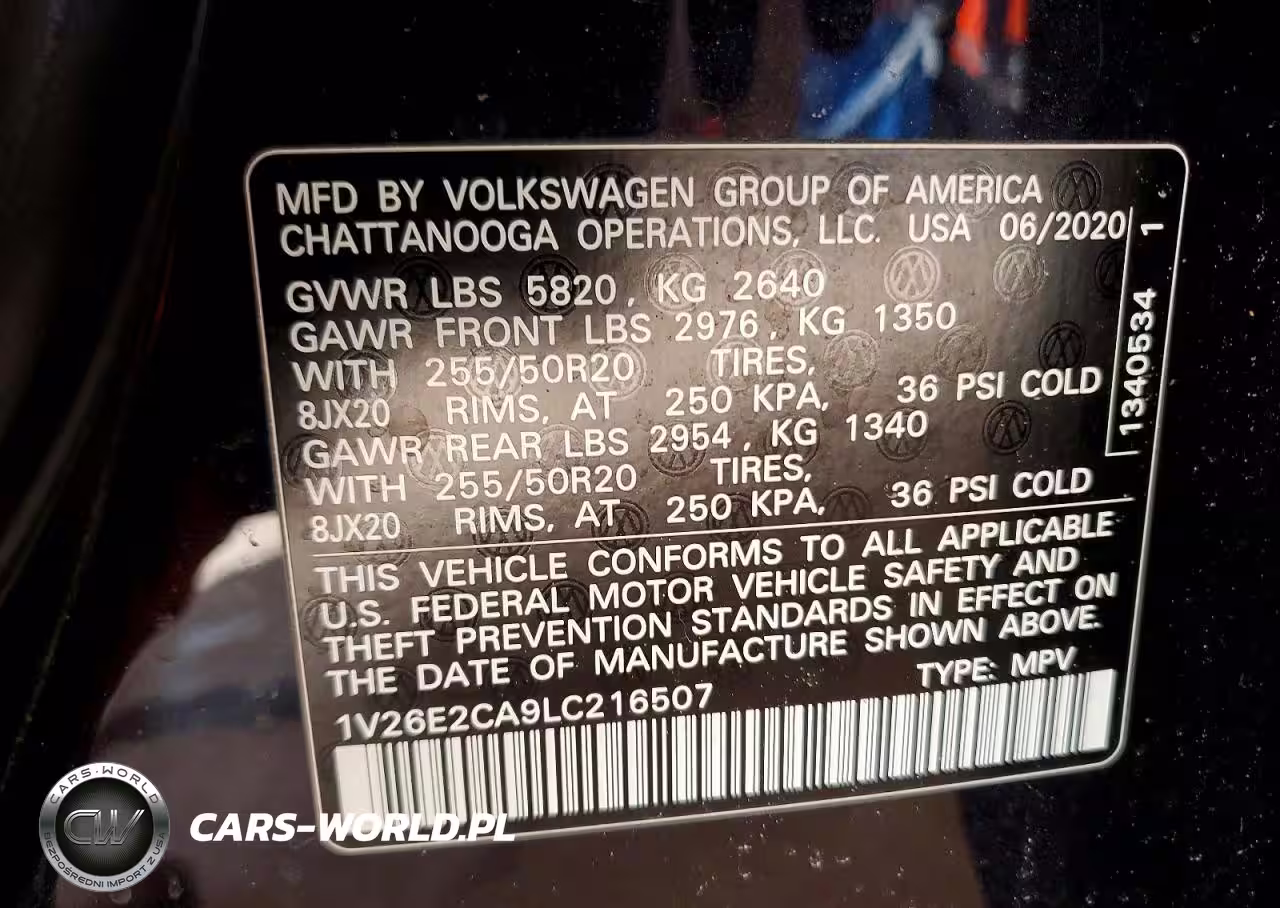 MFD BY VOLKSWAGEN GROUP OF AMERICA
CHATTANOOGA OPERATIONS, LLC. USA 06/2020
GVWR LBS 5820, KG 2640
GAWR FRONT LBS 2976, KG 1350
WITH 255/50R20 TIRES,
8JX20 RIMS, AT 250 KPA, 36 PSI COLD
GAWR REAR LBS 2954, KG 1340
WITH 255/50R20 TIRES,
8JX20 RIMS, AT 250 KPA, 36 PSI COLD
1340534 1
THIS VEHICLE CONFORMS TO ALL APPLICABLE
U.S. FEDERAL MOTOR VEHICLE SAFETY AND
THEFT PREVENTION STANDARDS IN EFFECT ON
THE DATE OF MANUFACTURE SHOWN ABOVE.
1V26E2CA9LC216507 TYPE: MPV
CARS-WORLD
CW
BEZPOŚREDNI IMPORT Z USA
CARS-WORLD.PL